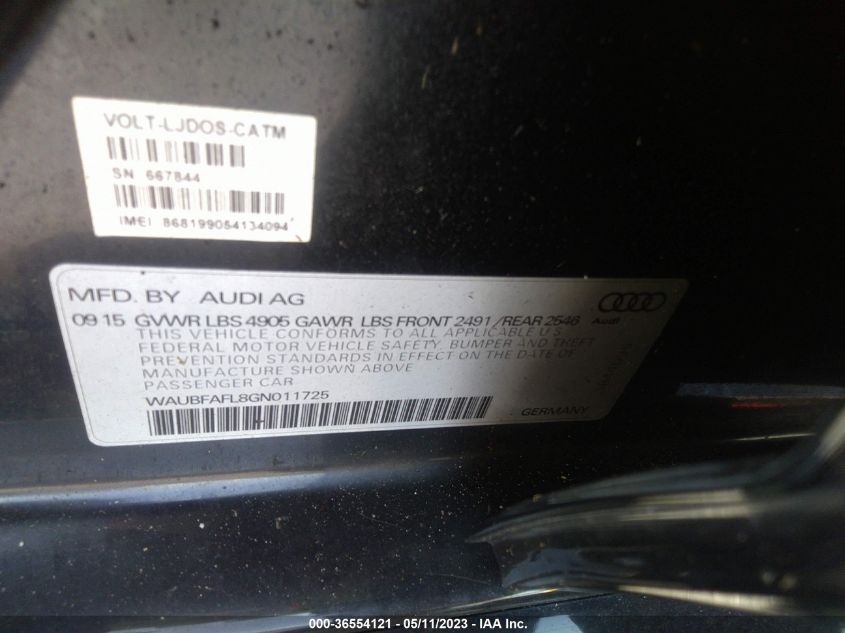 VOLT-LJDOS-CATM
SN 667844
IMEI 868199054134094
MFD. BY AUDI AG
09 15 GVWR LBS 4905 GAWR LBS FRONT 2491 /REAR 2546
Audi
THIS VEHICLE CONFORMS TO ALL APPLICABLE U.S.
FEDERAL MOTOR VEHICLE SAFETY, BUMPER AND THEFT
PREVENTION STANDARDS IN EFFECT ON THE DATE OF
MANUFACTURE SHOWN ABOVE
PASSENGER CAR
WAUBFAFL8GN011725
GERMANY
000-36554121 - 05/11/2023 - IAA Inc.